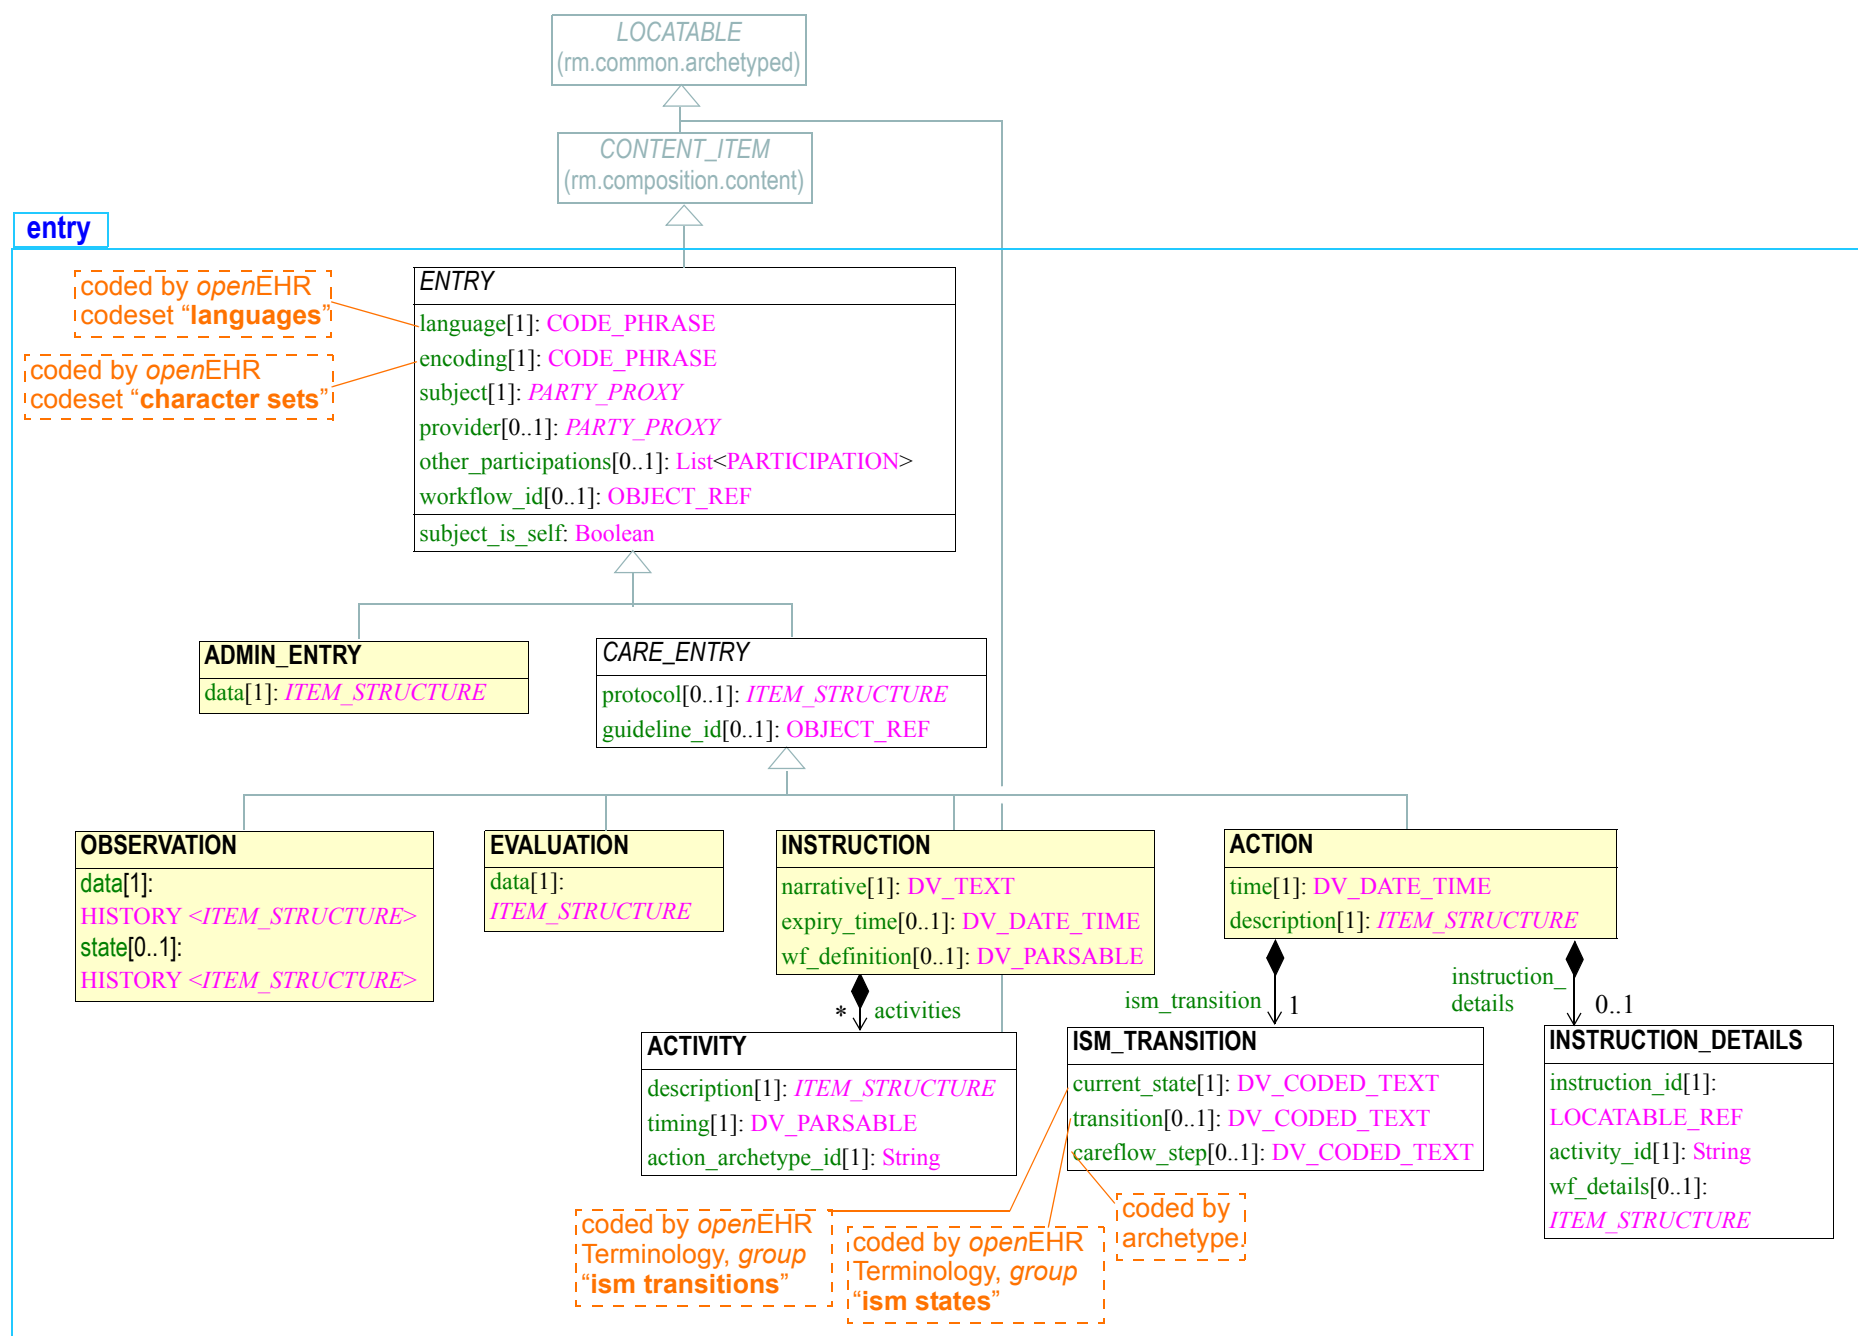 LOCATABLE
(rm.common.archetyped)
CONTENT_ITEM
(rm.composition.content)
entry
coded by openEHR
codeset “languages”
coded by openEHR
codeset “character sets”
ENTRY
language[1]: CODE_PHRASE
encoding[1]: CODE_PHRASE
subject[1]: PARTY_PROXY
provider[0..1]: PARTY_PROXY
other_participations[0..1]: List<PARTICIPATION>
workflow_id[0..1]: OBJECT_REF
subject_is_self: Boolean
ADMIN_ENTRY
data[1]: ITEM_STRUCTURE
CARE_ENTRY
protocol[0..1]: ITEM_STRUCTURE
guideline_id[0..1]: OBJECT_REF
OBSERVATION
data[1]:
HISTORY <ITEM_STRUCTURE>
state[0..1]:
HISTORY <ITEM_STRUCTURE>
EVALUATION
data[1]:
ITEM_STRUCTURE
INSTRUCTION
narrative[1]: DV_TEXT
expiry_time[0..1]: DV_DATE_TIME
wf_definition[0..1]: DV_PARSABLE
ACTION
time[1]: DV_DATE_TIME
description[1]: ITEM_STRUCTURE
* activities
ism_transition 1
instruction_
details 0..1
ACTIVITY
description[1]: ITEM_STRUCTURE
timing[1]: DV_PARSABLE
action_archetype_id[1]: String
ISM_TRANSITION
current_state[1]: DV_CODED_TEXT
transition[0..1]: DV_CODED_TEXT
careflow_step[0..1]: DV_CODED_TEXT
INSTRUCTION_DETAILS
instruction_id[1]:
LOCATABLE_REF
activity_id[1]: String
wf_details[0..1]:
ITEM_STRUCTURE
coded by openEHR
Terminology, group
“ism transitions”
coded by openEHR
Terminology, group
“ism states”
coded by
archetype.